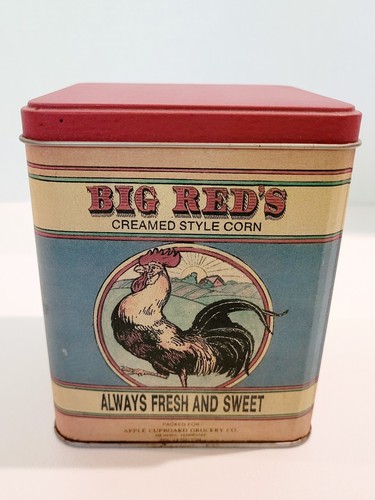 BIG RED'S
CREAMED STYLE CORN
ALWAYS FRESH AND SWEET
PACKED FOR
APPLE CUPBOARD GROCERY CO.